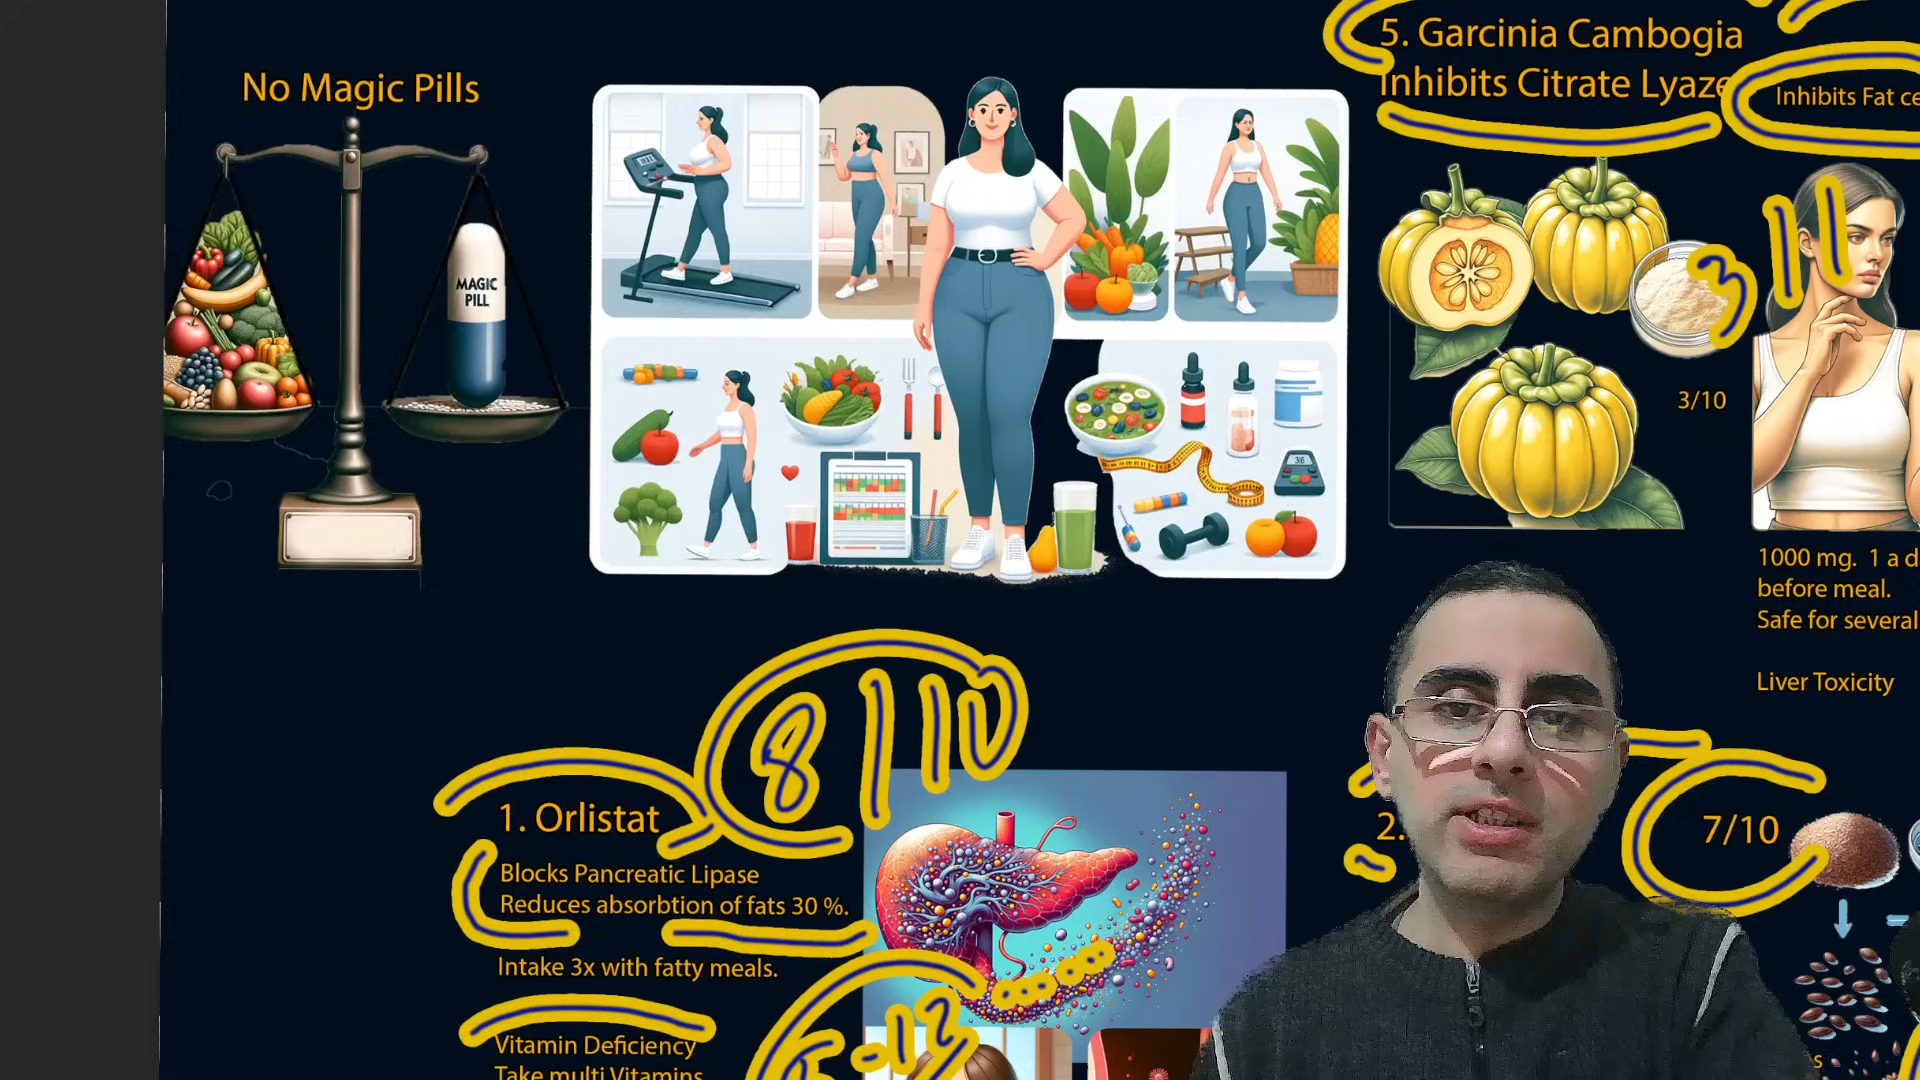 No Magic Pills
MAGIC
PILL
5. Garcinia Cambogia
Inhibits Citrate Lyaze
Inhibits Fat ce
3/10
1000 mg. 1 a d
before meal.
Safe for several
Liver Toxicity
8/10
1. Orlistat
Blocks Pancreatic Lipase
Reduces absorbtion of fats 30 %.
Intake 3x with fatty meals.
Vitamin Deficiency
Take multi Vitamins
2.
7/10